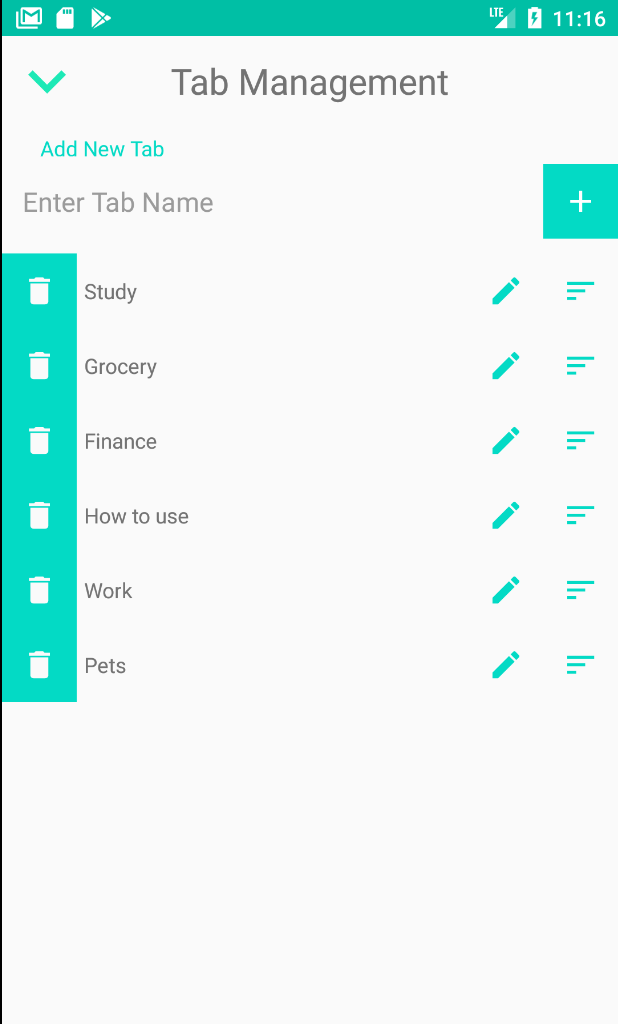 LTE 11:16
Tab Management
Add New Tab
Enter Tab Name
Study
Grocery
Finance
How to use
Work
Pets